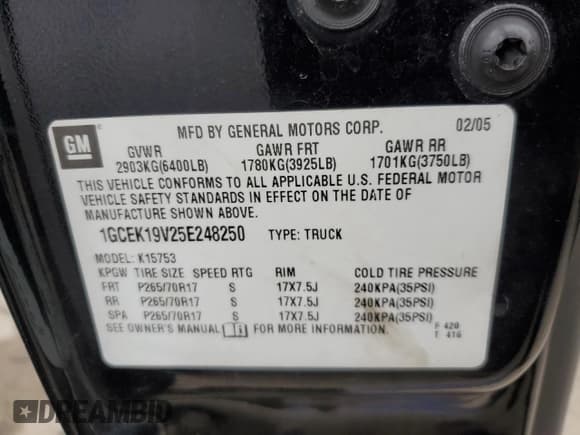 GM
MFD BY GENERAL MOTORS CORP. 02/05
GVWR GAWR FRT GAWR RR
2903KG(6400LB) 1780KG(3925LB) 1701KG(3750LB)
THIS VEHICLE CONFORMS TO ALL APPLICABLE U.S. FEDERAL MOTOR
VEHICLE SAFETY STANDARDS IN EFFECT ON THE DATE OF
MANUFACTURE SHOWN ABOVE.
1GCEK19V25E248250 TYPE: TRUCK
MODEL: K15753
KPGW TIRE SIZE SPEED RTG RIM COLD TIRE PRESSURE
FRT P265/70R17 S 17X7.5J 240KPA(35PSI)
RR P265/70R17 S 17X7.5J 240KPA(35PSI)
SPA P265/70R17 S 17X7.5J 240KPA(35PSI)
SEE OWNER'S MANUAL FOR MORE INFORMATION.
F 420
T 416
DREAMBID